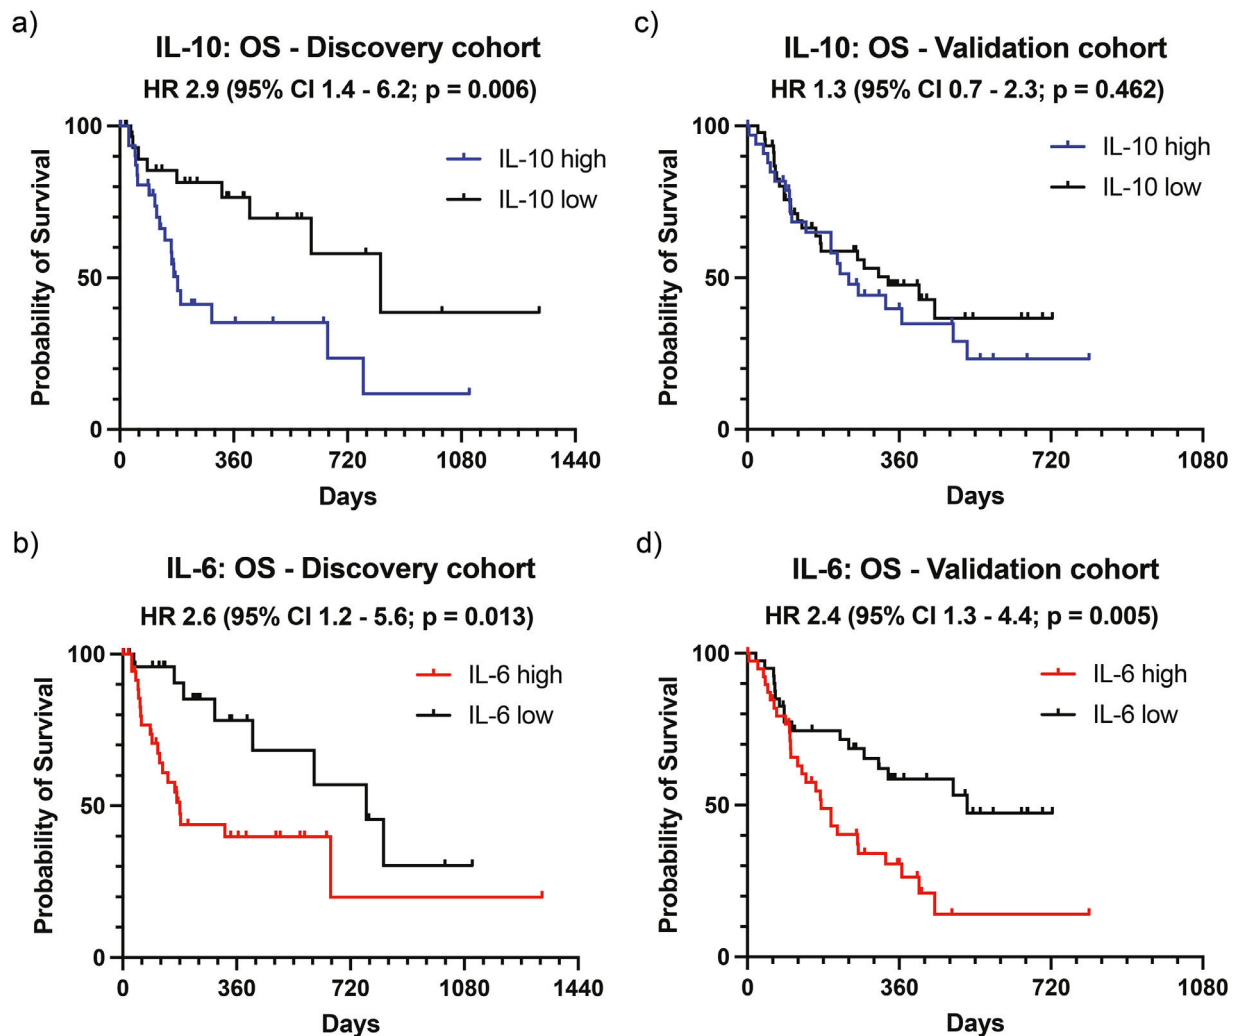 a)
IL-10: OS - Discovery cohort
HR 2.9 (95% CI 1.4 - 6.2; p = 0.006)
Probability of Survival
100
50
0
IL-10 high
IL-10 low
0 360 720 1080 1440
Days
c)
IL-10: OS - Validation cohort
HR 1.3 (95% CI 0.7 - 2.3; p = 0.462)
Probability of Survival
100
50
0
IL-10 high
IL-10 low
0 360 720 1080
Days
b)
IL-6: OS - Discovery cohort
HR 2.6 (95% CI 1.2 - 5.6; p = 0.013)
Probability of Survival
100
50
0
IL-6 high
IL-6 low
0 360 720 1080 1440
Days
d)
IL-6: OS - Validation cohort
HR 2.4 (95% CI 1.3 - 4.4; p = 0.005)
Probability of Survival
100
50
0
IL-6 high
IL-6 low
0 360 720 1080
Days